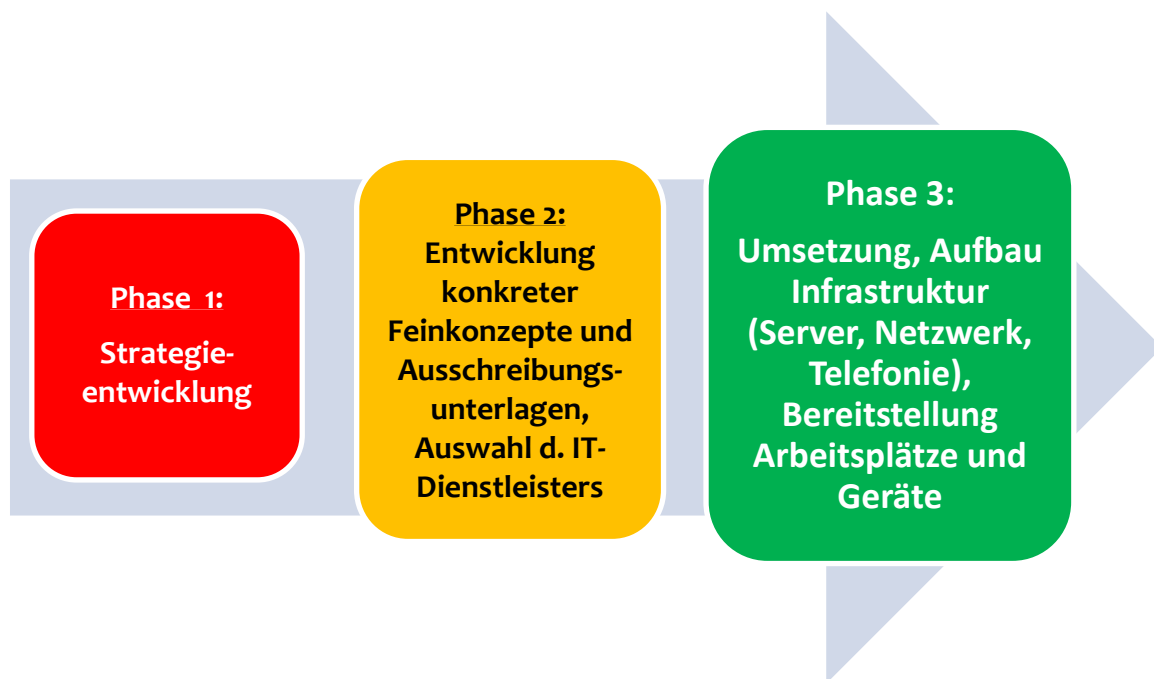 Phase 1:
Strategie-
entwicklung
Phase 2:
Entwicklung
konkreter
Feinkonzepte und
Ausschreibungs-
unterlagen,
Auswahl d. IT-
Dienstleisters
Phase 3:
Umsetzung, Aufbau
Infrastruktur
(Server, Netzwerk,
Telefonie),
Bereitstellung
Arbeitsplätze und
Geräte